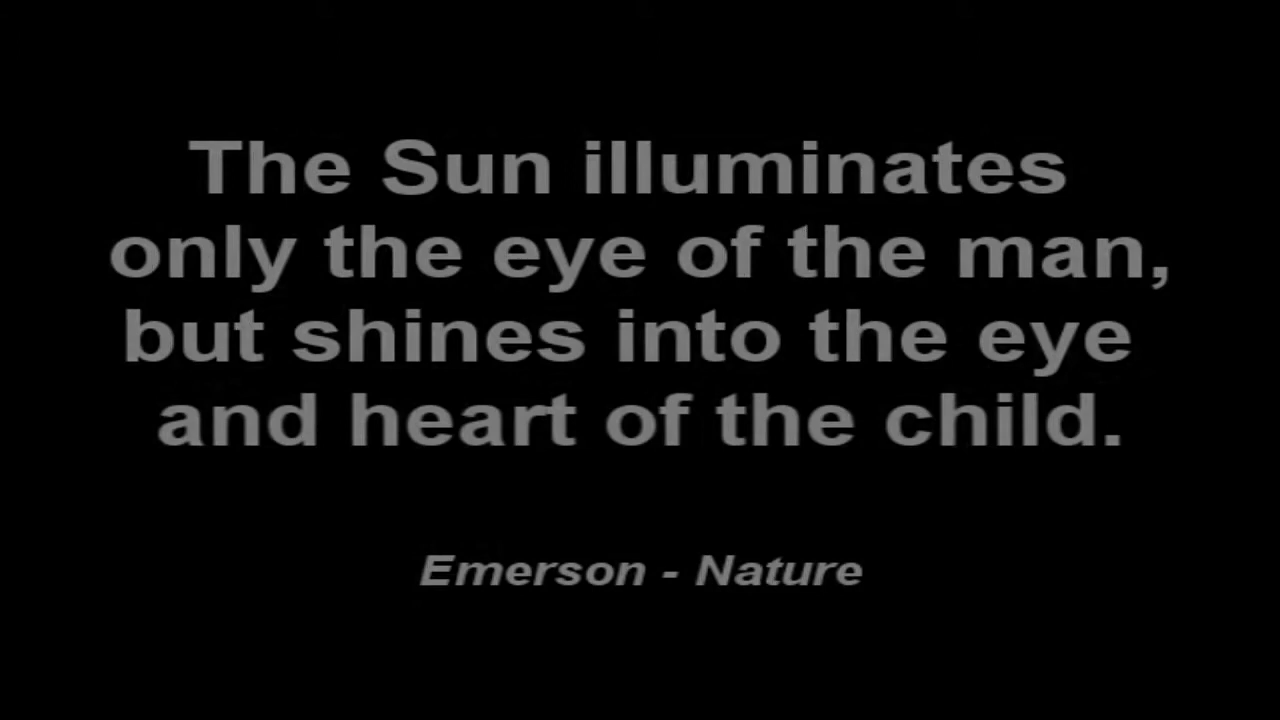 The Sun illuminates
only the eye of the man,
but shines into the eye
and heart of the child.
Emerson - Nature